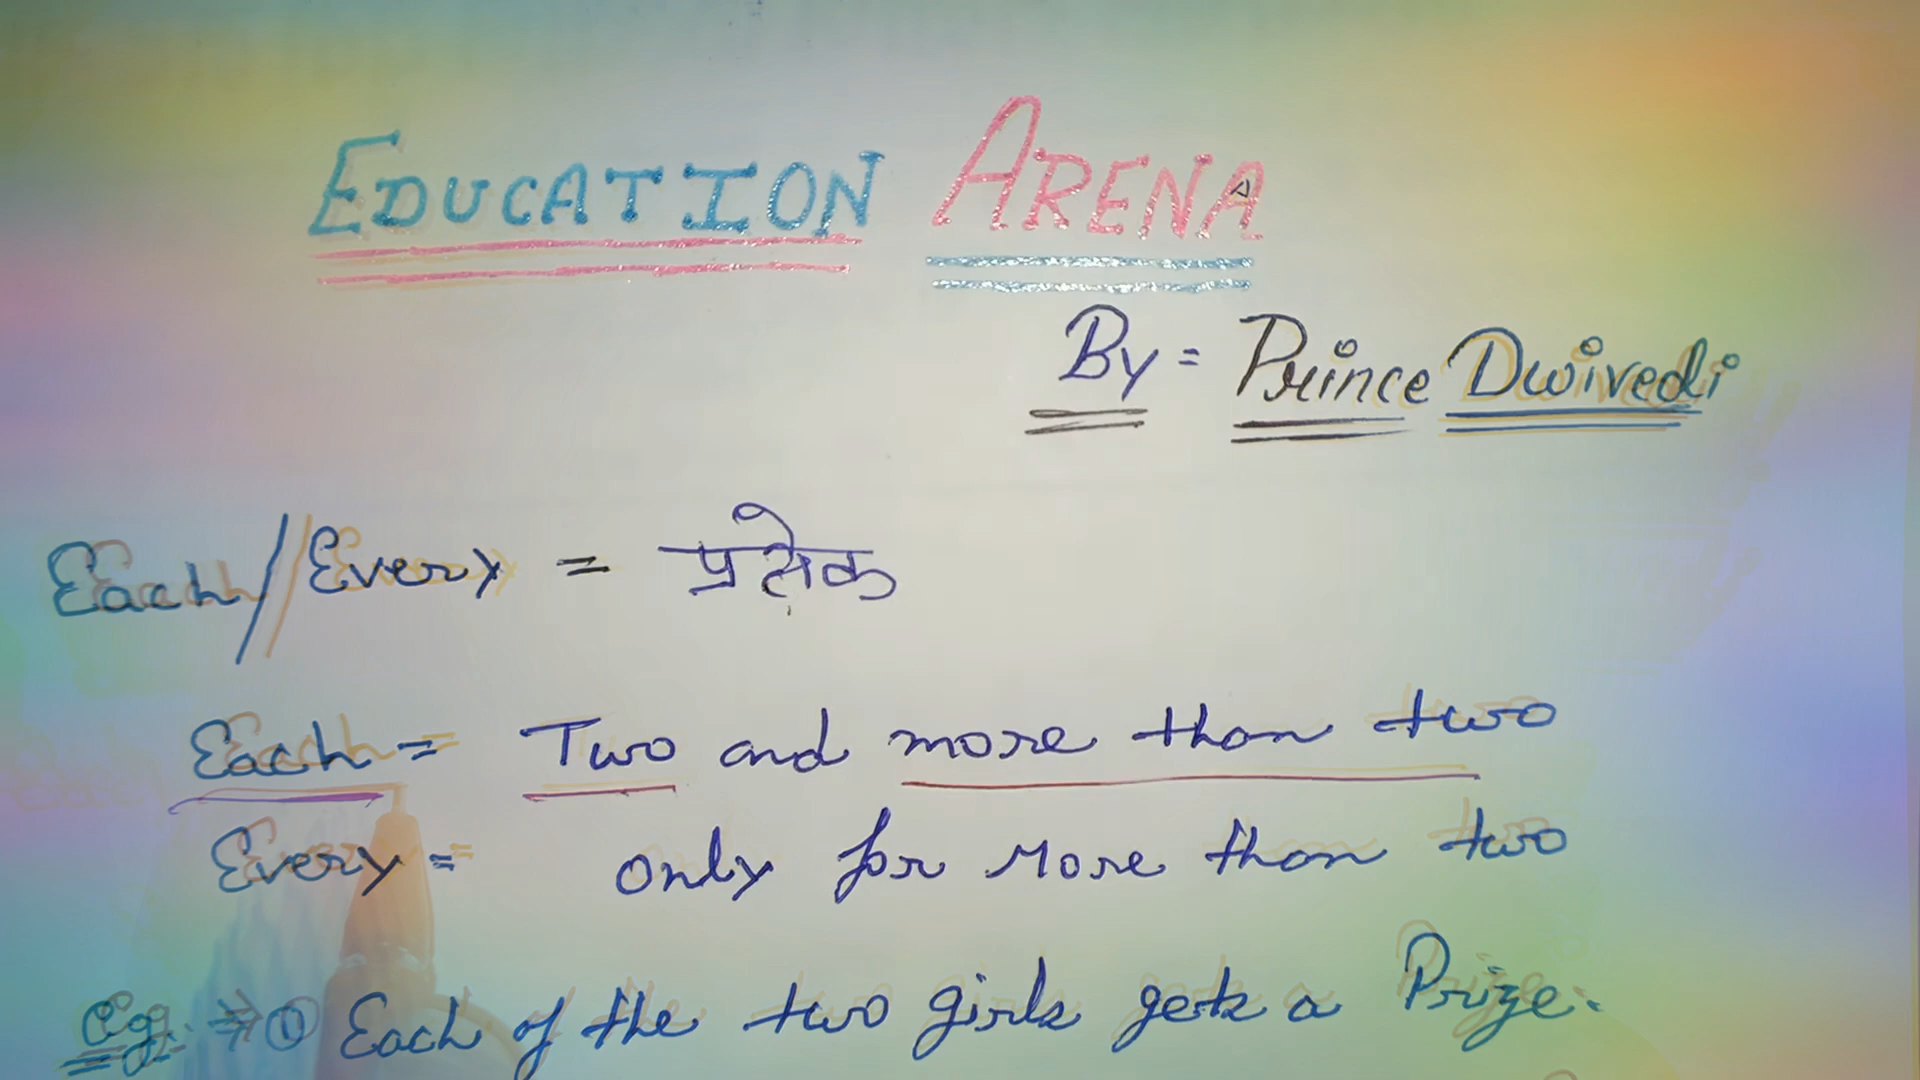 EDUCATION ARENA
By = Prince Dwivedi
Each/Every = प्रत्येक
Each = Two and more than two
Every = only for More than two
eg. ⇒ ① Each of the two girls gets a Prize.